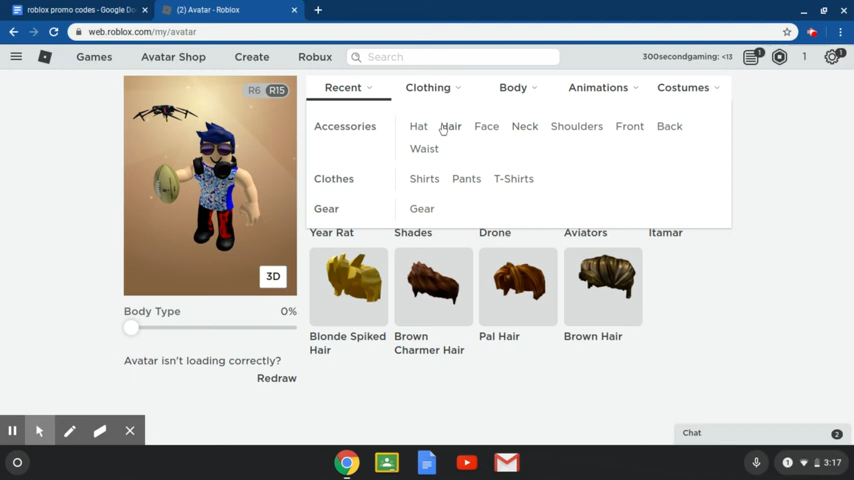 roblox promo codes - Google Do
(2) Avatar - Roblox
web.roblox.com/my/avatar
Games
Avatar Shop
Create
Robux
Search
300secondgaming: <13
1
1
9
R6 R15
Recent
Clothing
Body
Animations
Costumes
Accessories
Hat
Hair
Face
Neck
Shoulders
Front
Back
Waist
Clothes
Shirts
Pants
T-Shirts
Gear
Gear
Year Rat
Shades
Drone
Aviators
Itamar
3D
Body Type
0%
Blonde Spiked
Hair
Brown
Charmer Hair
Pal Hair
Brown Hair
Avatar isn't loading correctly?
Redraw
Chat
2
1
3:17